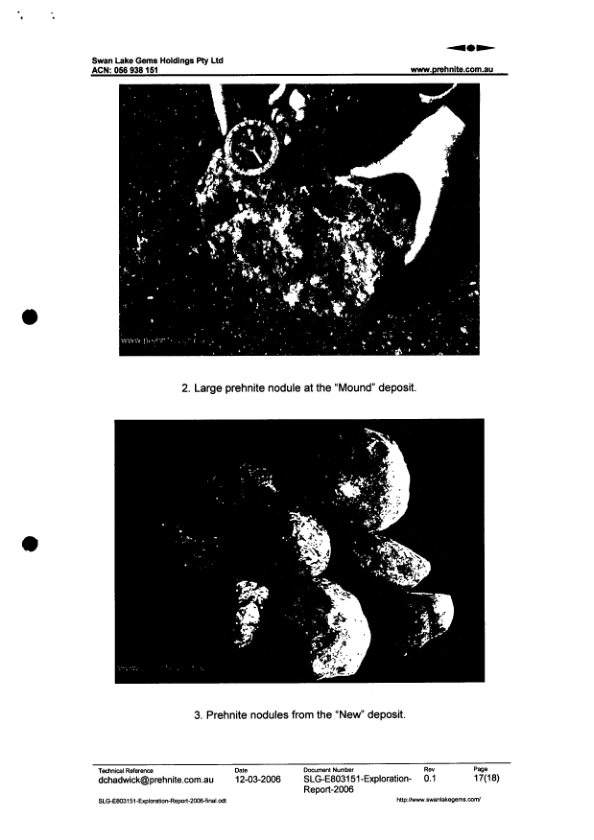 Swan Lake Gems Holdings Pty Ltd
ACN: 056 938 151
www.prehnite.com.au
2. Large prehnite nodule at the "Mound" deposit.
3. Prehnite nodules from the "New" deposit.
Technical Reference
dchadwick@prehnite.com.au
Date
12-03-2006
Document Number
SLG-E803151-Exploration-
Report-2006
Rev
0.1
Page
17(18)
SLG-E803151-Exploration-Report-2006-final.odt
http://www.swanlakegems.com/